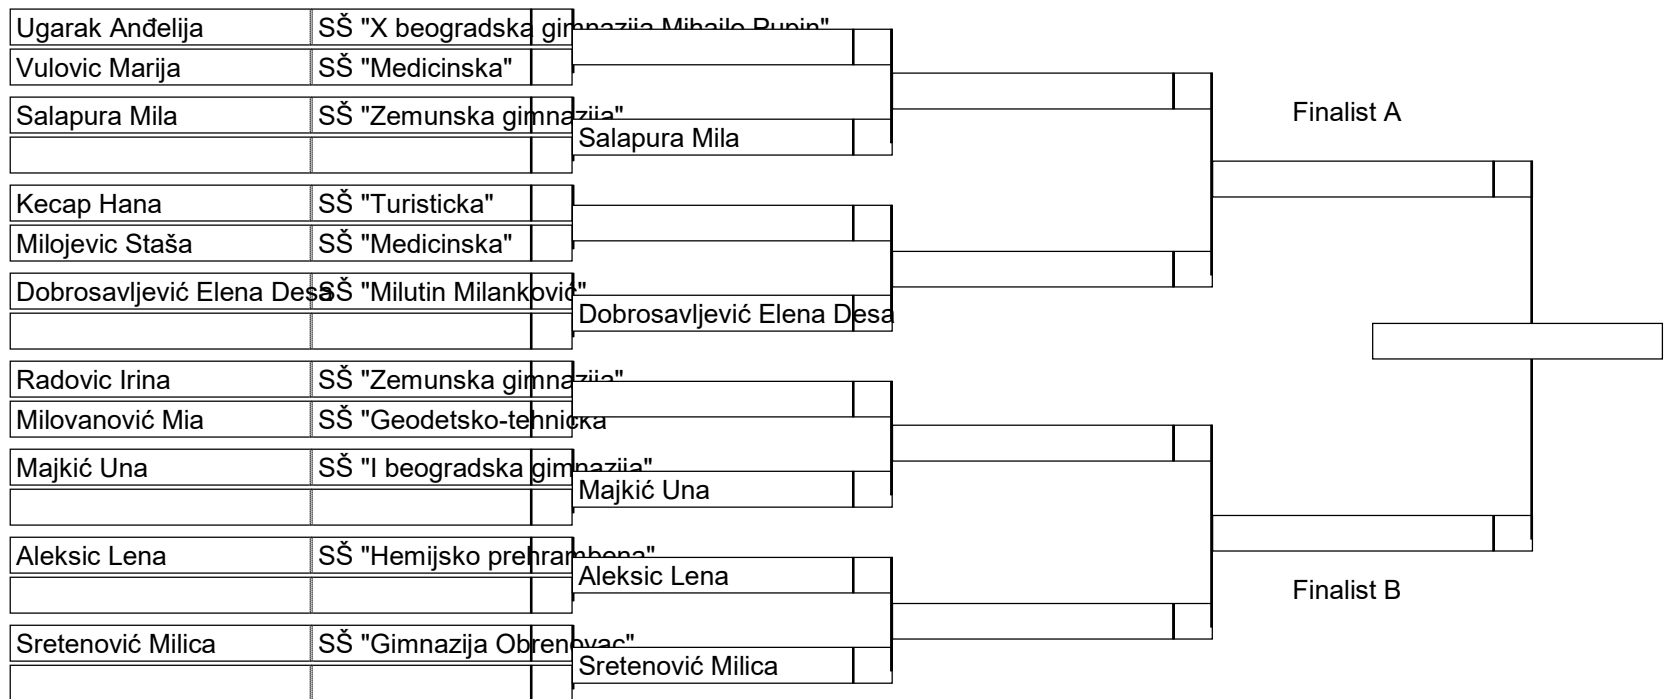 Ugarak Anđelija SŠ "X beogradska gimnazija Mihajlo Pupin"
Vulovic Marija SŠ "Medicinska"
Salapura Mila SŠ "Zemunska gimnazija"
Salapura Mila
Finalist A
Kecap Hana SŠ "Turisticka"
Milojevic Staša SŠ "Medicinska"
Dobrosavljević Elena Desa SŠ "Milutin Milanković"
Dobrosavljević Elena Desa
Radovic Irina SŠ "Zemunska gimnazija"
Milovanović Mia SŠ "Geodetsko-tehnička
Majkić Una SŠ "I beogradska gimnazija"
Majkić Una
Aleksic Lena SŠ "Hemijsko prehrambena"
Aleksic Lena
Finalist B
Sretenović Milica SŠ "Gimnazija Obrenovac"
Sretenović Milica